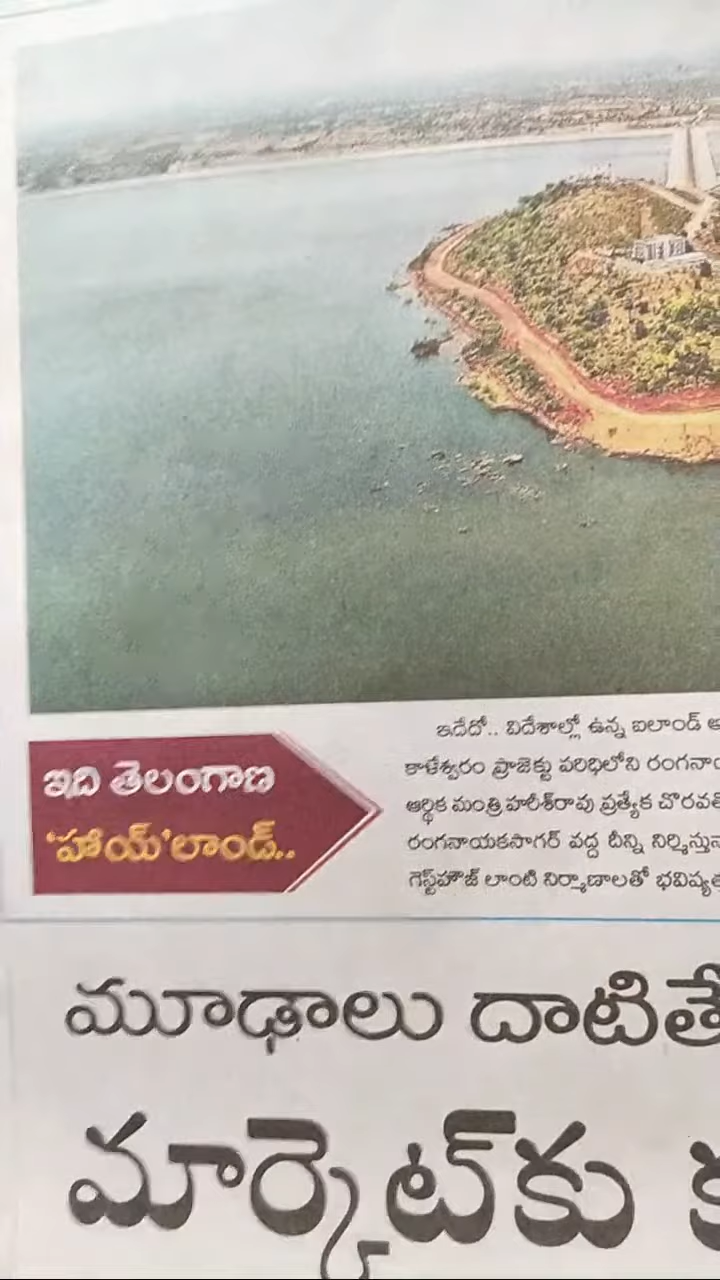 ఇది తెలంగాణ
‘హాయ్’లాండ్..
ఇదేదో.. విదేశాల్లో ఉన్న ఐలాండ్
కాళేశ్వరం ప్రాజెక్టు పరిధిలోని
ఆర్థిక మంత్రి హరీశ్‌రావు ప్రత్యేక
రంగనాయకసాగర్ వద్ద దీన్ని
గెస్ట్‌హౌజ్ లాంటి నిర్మాణాలతో
మూఢాలు దాటితే
మార్కెట్‌కు